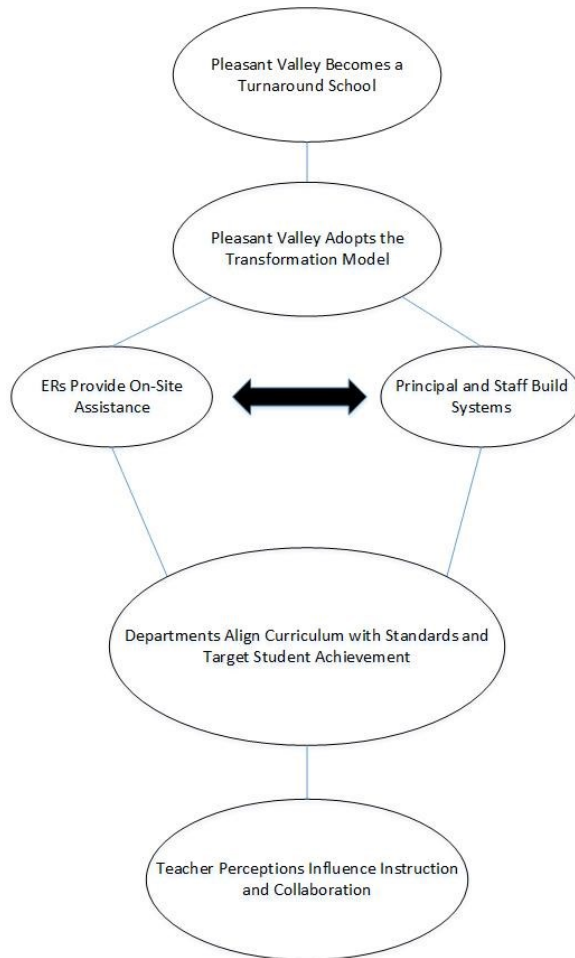 Pleasant Valley Becomes a
Turnaround School
Pleasant Valley Adopts the
Transformation Model
ERs Provide On-Site
Assistance
Principal and Staff Build
Systems
Departments Align Curriculum with Standards and
Target Student Achievement
Teacher Perceptions Influence Instruction
and Collaboration